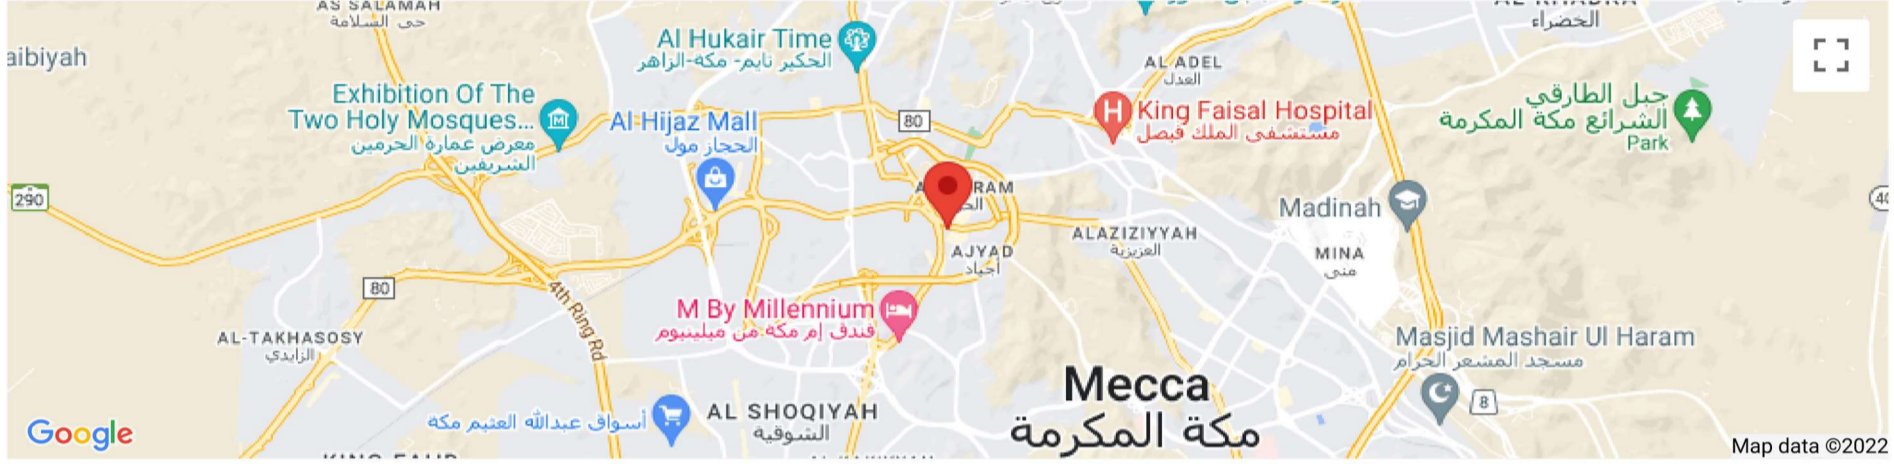 AS SALAMAH
حي السلامة
aibiyah
Al Hukair Time
الحكير تايم- مكة-الزاهر
AL ADEL
العدل
الخضراء
Exhibition Of The
Two Holy Mosques...
معرض عمارة الحرمين
الشريفين
Al Hijaz Mall
الحجاز مول
80
King Faisal Hospital
مستشفى الملك فيصل
جبل الطارقي
الشرائع مكة المكرمة
Park
290
RAM
Madinah
ALAZIZIYYAH
العزيزية
AJYAD
أجياد
MINA
منى
80
4th Ring Rd
M By Millennium
فندق إم مكة من ميلينيوم
AL-TAKHASOSY
الزايدي
Masjid Mashair Ul Haram
مسجد المشعر الحرام
8
Mecca
مكة المكرمة
أسواق عبدالله العثيم مكة
AL SHOQIYAH
الشوقية
Google
Map data ©2022